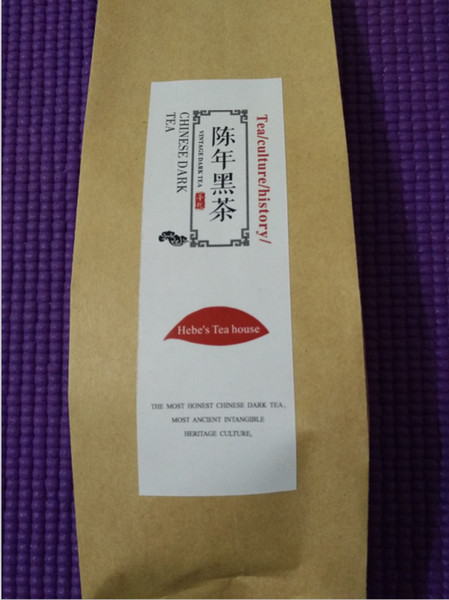 Tea/culture/history/
陈年黑茶
VINTAGE DARK TEA
CHINESE DARK
TEA
Hebe's Tea house
THE MOST HONEST CHINESE DARK TEA,
MOST ANCIENT INTANGIBLE
HERITAGE CULTURE,